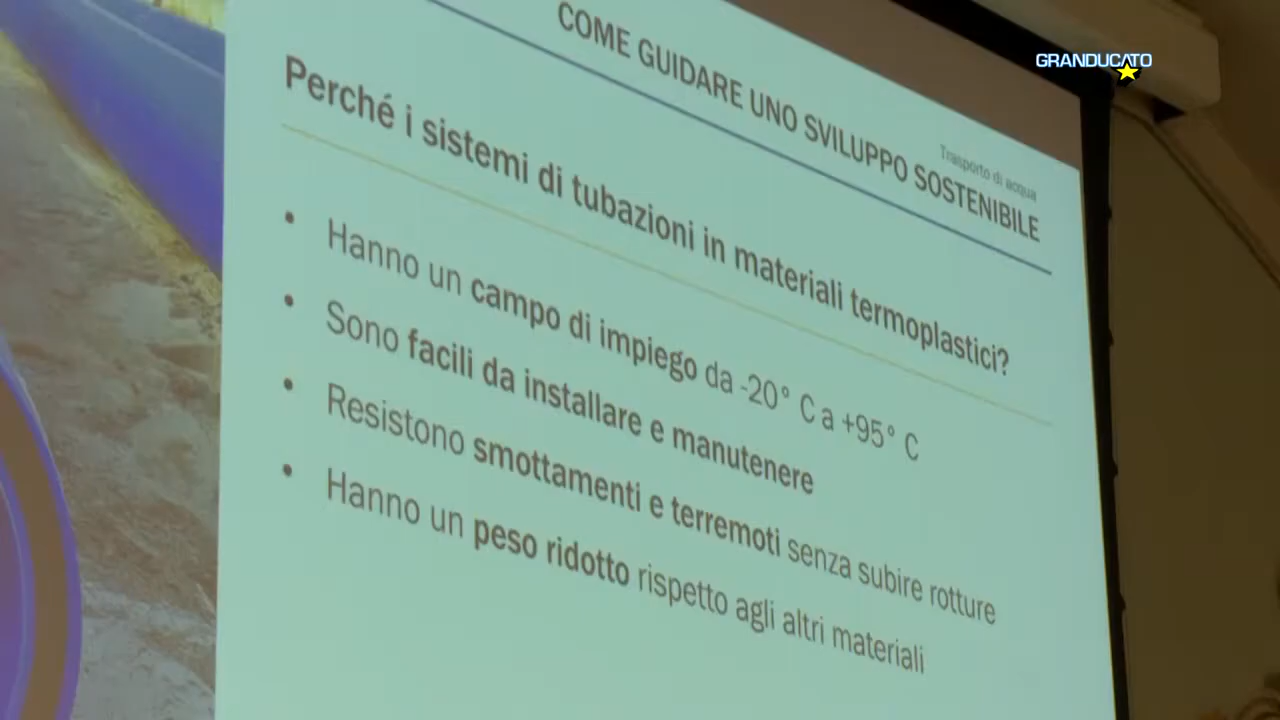 GRANDUCATO
COME GUIDARE UNO SVILUPPO SOSTENIBILE
Trasporto di acqua
Perché i sistemi di tubazioni in materiali termoplastici?
• Hanno un campo di impiego da -20° C a +95° C
• Sono facili da installare e manutenere
• Resistono smottamenti e terremoti senza subire rotture
• Hanno un peso ridotto rispetto agli altri materiali